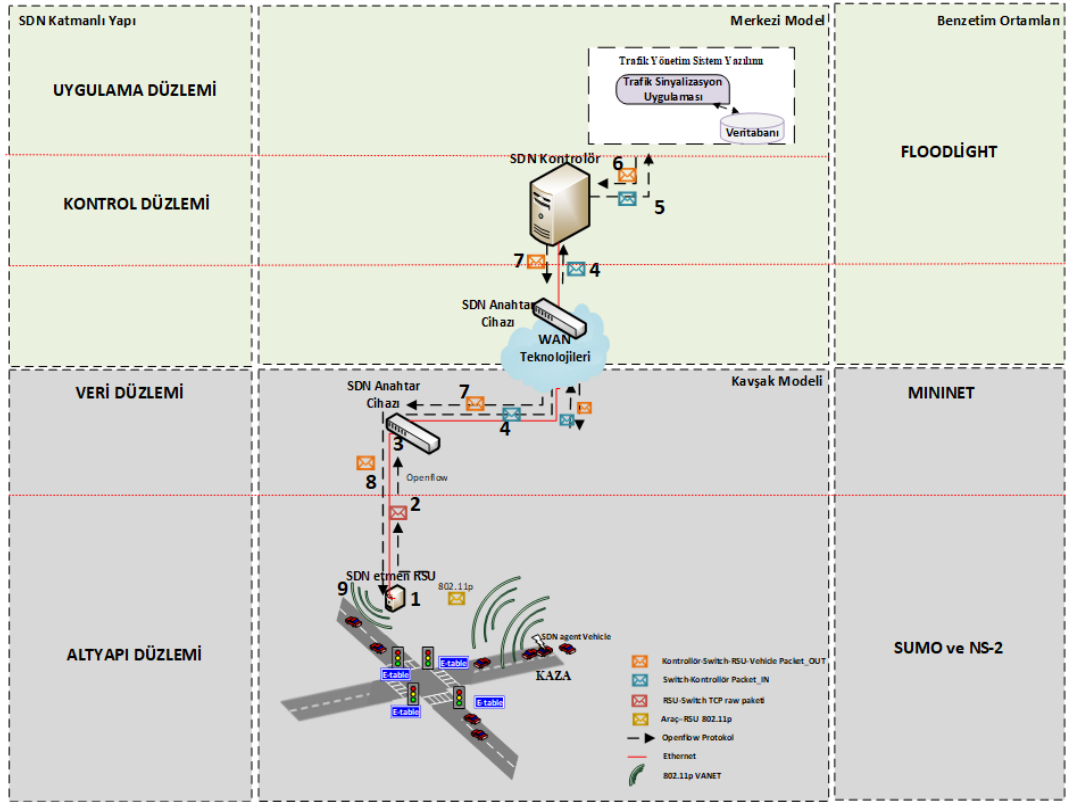 SDN Katmanlı Yapı
Merkezi Model
Benzetim Ortamları
UYGULAMA DÜZLEMİ
Trafik Yönetim Sistem Yazılımı
Trafik Sinyalizasyon
Uygulaması
Veritabanı
FLOODLİGHT
SDN Kontrolör
6
5
KONTROL DÜZLEMİ
7
4
SDN Anahtar
Cihazı
WAN
Teknolojileri
VERİ DÜZLEMİ
Kavşak Modeli
MININET
SDN Anahtar
Cihazı
7
4
3
8
Openflow
2
SDN etmen RSU
802.11p
9
1
SDN agent Vehicle
KAZA
E-table
E-table
E-table
E-table
ALTYAPI DÜZLEMİ
SUMO ve NS-2
Kontrollör-Switch-RSU-Vehicle Packet_OUT
Switch-Kontrollör Packet_IN
RSU-Switch TCP raw paketi
Araç--RSU 802.11p
Openflow Protokol
Ethernet
802.11p VANET